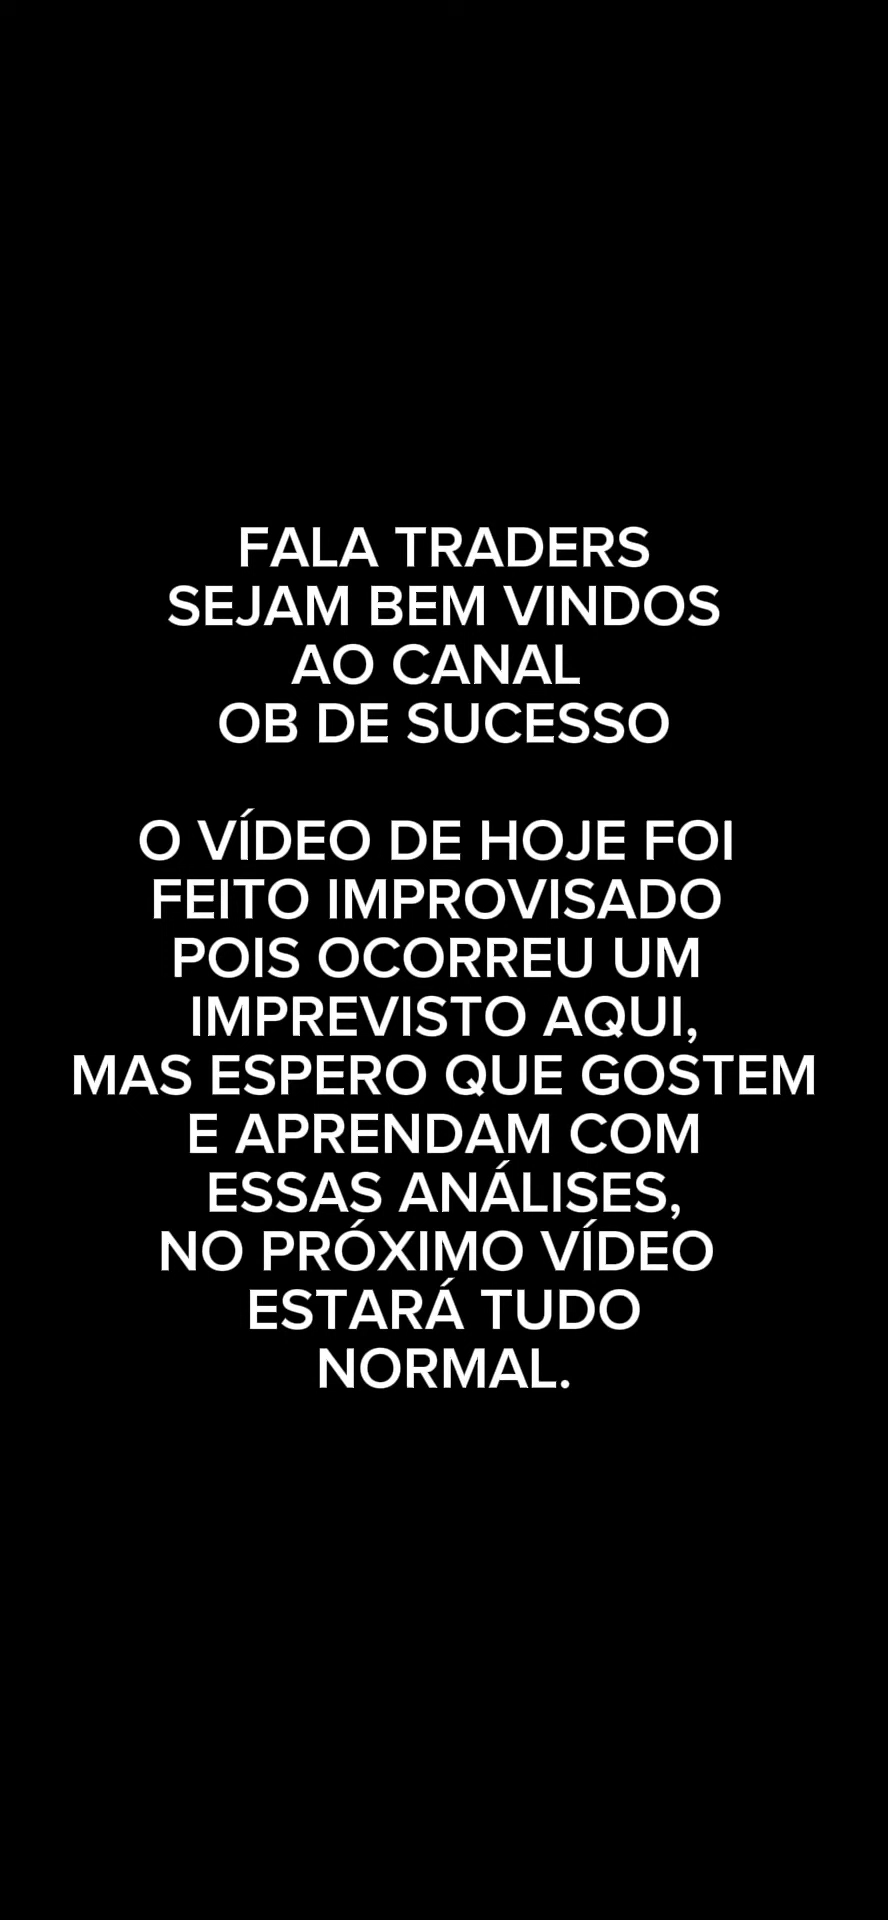 FALA TRADERS
SEJAM BEM VINDOS
AO CANAL
OB DE SUCESSO
O VÍDEO DE HOJE FOI
FEITO IMPROVISADO
POIS OCORREU UM
IMPREVISTO AQUI,
MAS ESPERO QUE GOSTEM
E APRENDAM COM
ESSAS ANÁLISES,
NO PRÓXIMO VÍDEO
ESTARÁ TUDO
NORMAL.